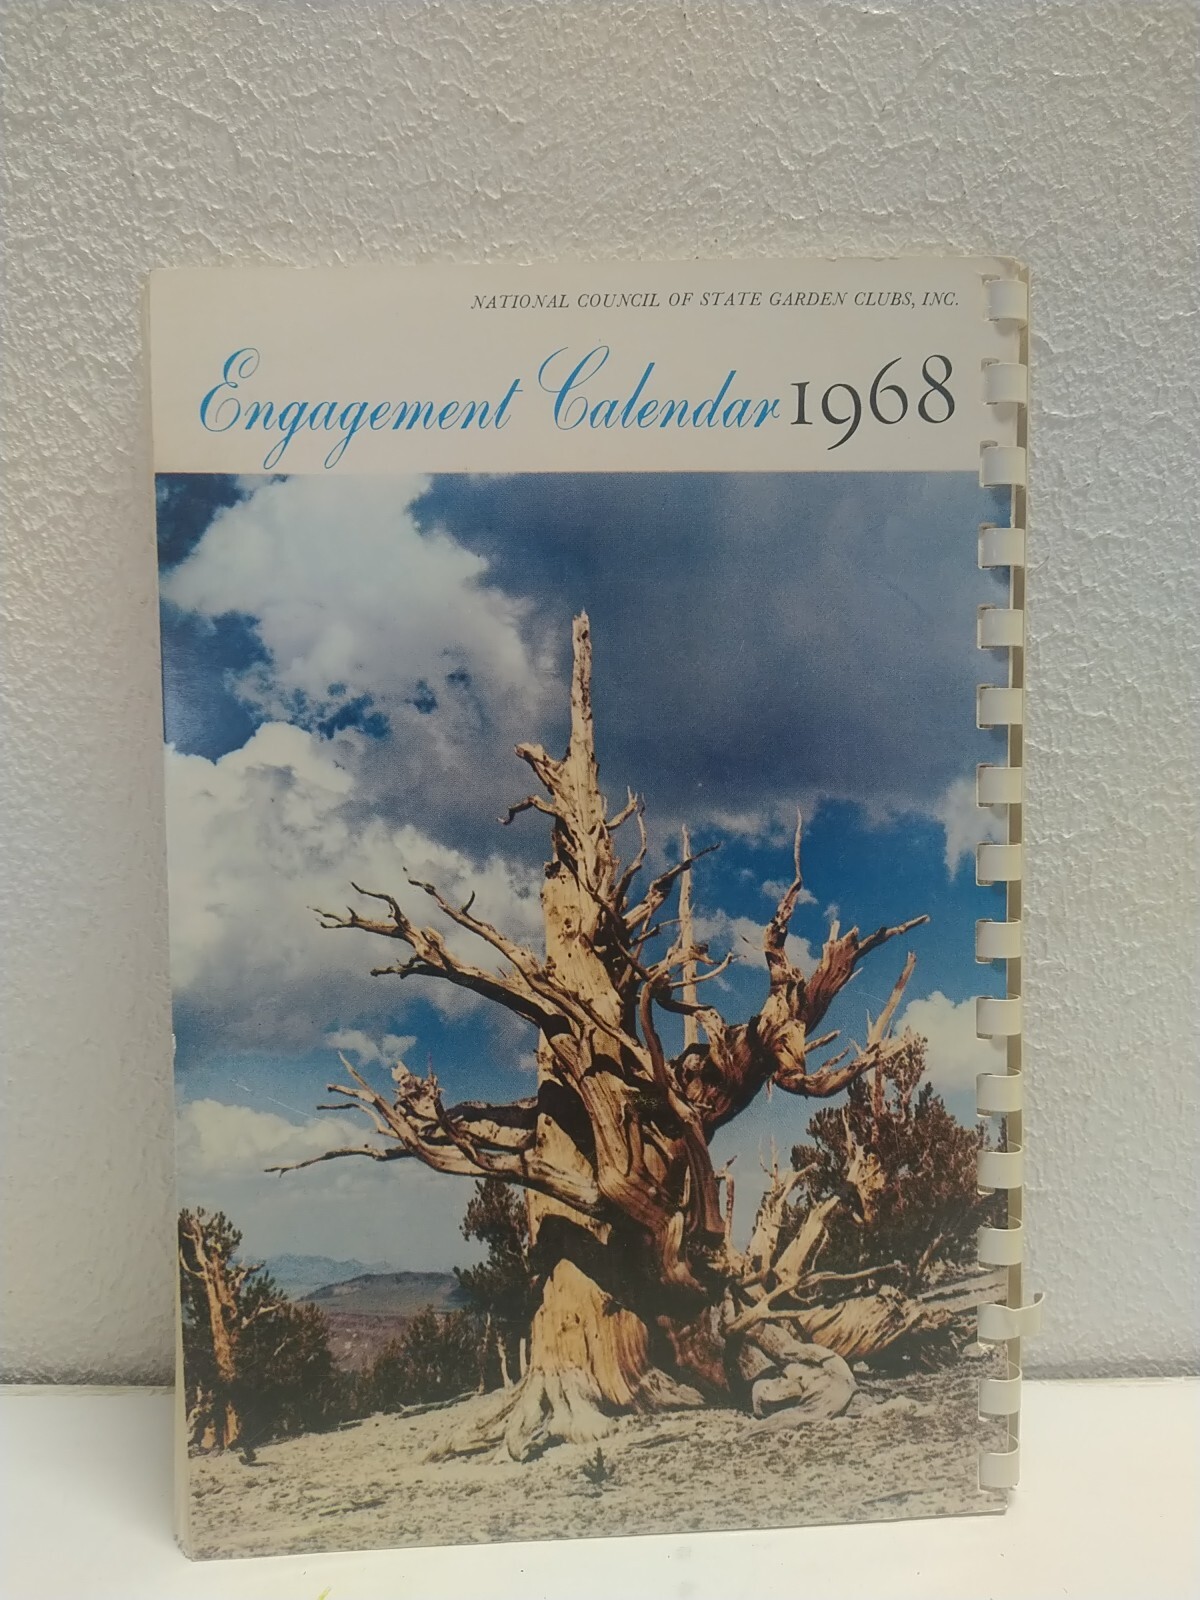 NATIONAL COUNCIL OF STATE GARDEN CLUBS, INC.
Engagement Calendar 1968